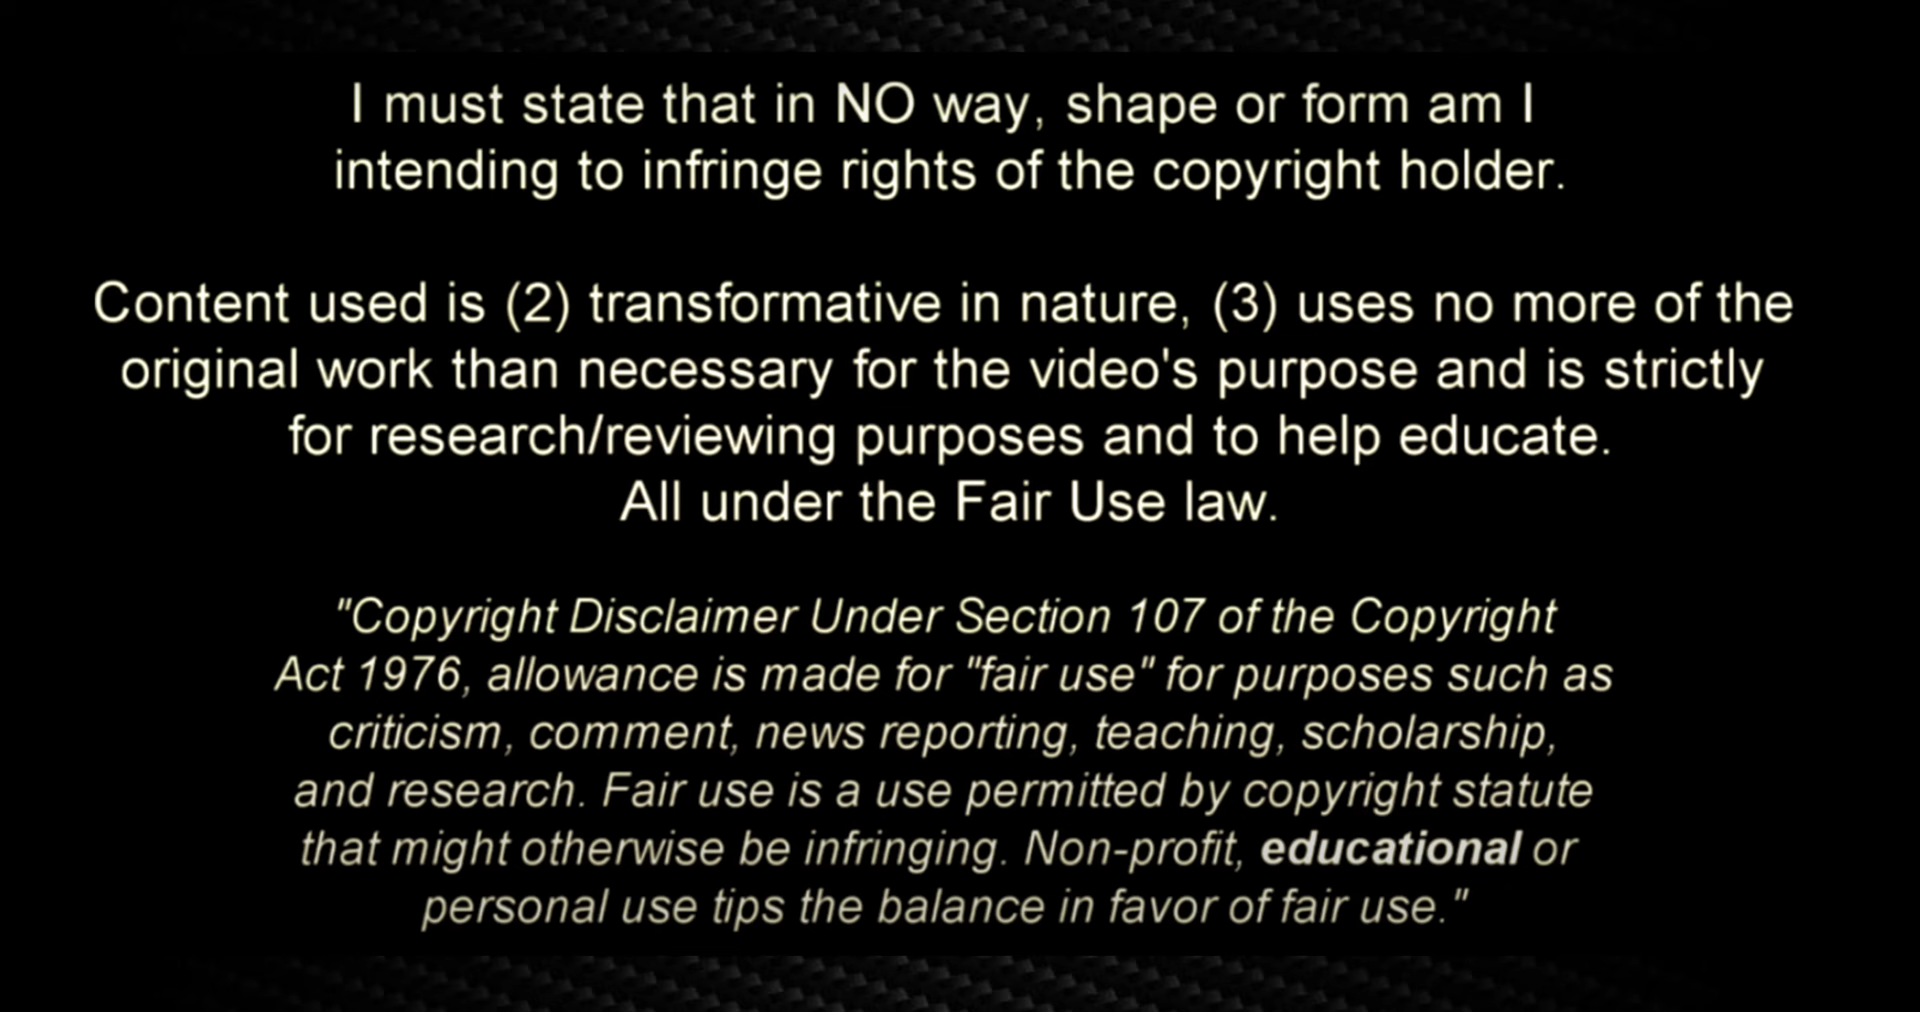 I must state that in NO way, shape or form am I
intending to infringe rights of the copyright holder.
Content used is (2) transformative in nature, (3) uses no more of the
original work than necessary for the video's purpose and is strictly
for research/reviewing purposes and to help educate.
All under the Fair Use law.
"Copyright Disclaimer Under Section 107 of the Copyright
Act 1976, allowance is made for "fair use" for purposes such as
criticism, comment, news reporting, teaching, scholarship,
and research. Fair use is a use permitted by copyright statute
that might otherwise be infringing. Non-profit, educational or
personal use tips the balance in favor of fair use."